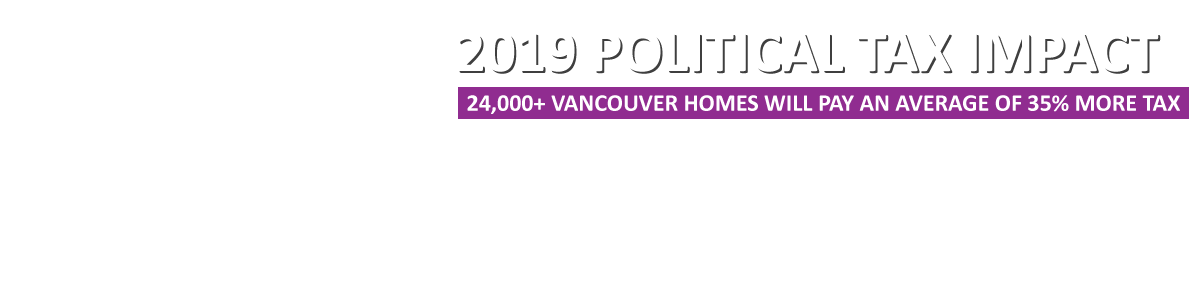 2019 POLITICAL TAX IMPACT
24,000+ VANCOUVER HOMES WILL PAY AN AVERAGE OF 35% MORE TAX